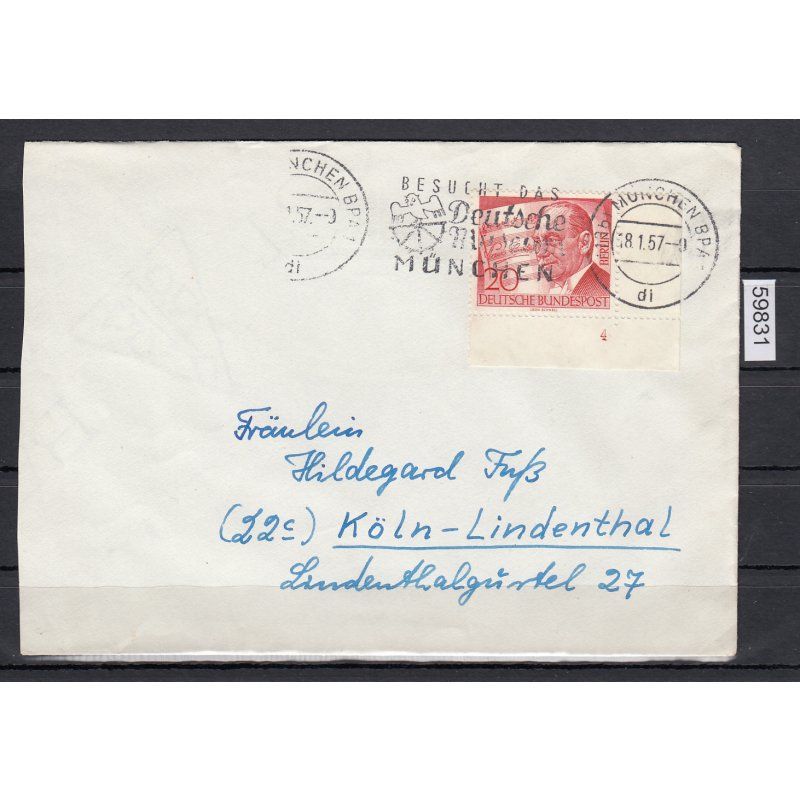 MÜNCHEN BPA
1.57.-9
di
BESUCHT DAS
Deutsche
Museum
MÜNCHEN
MÜNCHEN BPA
18.1.57.-9
di
BERLIN
20
DEUTSCHE BUNDESPOST
4
59831
Fräulein
Hildegard Fuß
(22c) Köln-Lindenthal
Lindenthalgürtel 27